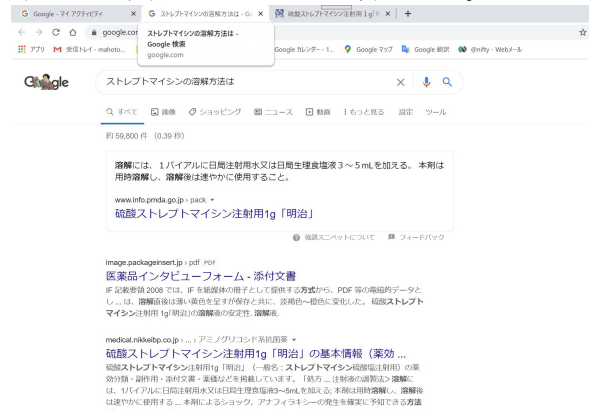 Google - マイ アクティビティ
ストレプトマイシンの溶解方法は - G
硫酸ストレプトマイシン注射用１g「
google.com
ストレプトマイシンの溶解方法は -
Google 検索
google.com
アプリ
受信トレイ - mahoto...
Google カレンダー - 1...
Google マップ
Google 翻訳
@nifty - Webメール
ストレプトマイシンの溶解方法は
すべて
画像
ショッピング
ニュース
動画
もっと見る
設定
ツール
約 59,800 件 （0.39 秒）
溶解には、１バイアルに日局注射用水又は日局生理食塩液３～５mLを加える。 本剤は
用時溶解し、溶解後は速やかに使用すること。
www.info.pmda.go.jp › pack
硫酸ストレプトマイシン注射用1g「明治」
強調スニペットについて
フィードバック
image.packageinsert.jp › pdf PDF
医薬品インタビューフォーム - 添付文書
IF 記載要領 2008 では、IF を紙媒体の冊子として提供する方式から、PDF 等の電磁的データと
し ... は、溶解直後は薄い黄色を呈すが保存と共に、淡褐色～橙色に変化した。 硫酸ストレプト
マイシン注射用 1g｢明治｣の溶解液の安定性. 溶解液.
medical.nikkeibp.co.jp › ... › アミノグリコシド系抗菌薬
硫酸ストレプトマイシン注射用1g「明治」の基本情報（薬効 ...
硫酸ストレプトマイシン注射用1g「明治」（一般名：ストレプトマイシン硫酸塩注射用）の薬
効分類・副作用・添付文書・薬価などを掲載しています。「処方 ... 注射液の調製法＞溶解に
は、1バイアルに日局注射用水又は日局生理食塩液3~5mLを加える; 本剤は用時溶解し、溶解後
は速やかに使用する ... 本剤によるショック、アナフィラキシーの発生を確実に予知できる方法